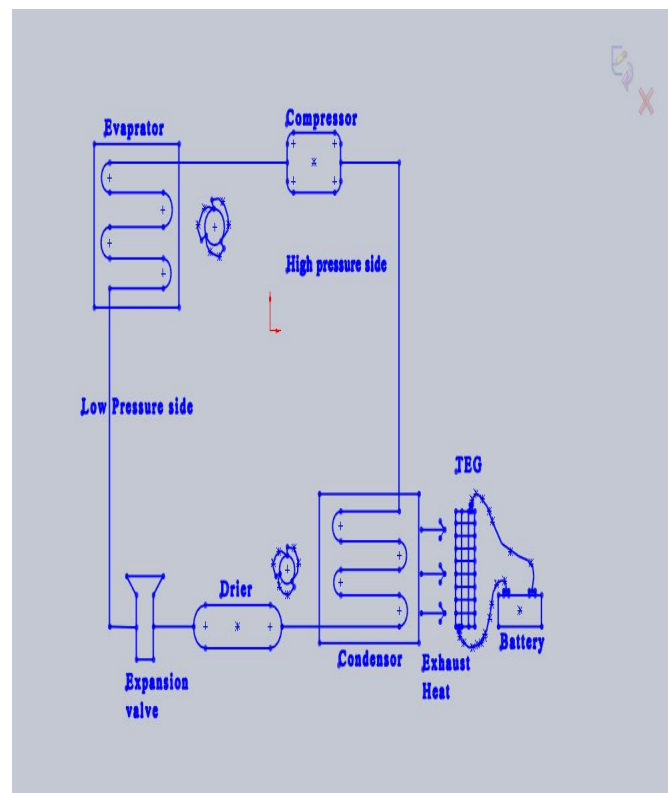 Evaprator
Compressor
High pressure side
Low Pressure side
TEG
Drier
Condensor
Exhaust
Heat
Battery
Expansion
valve